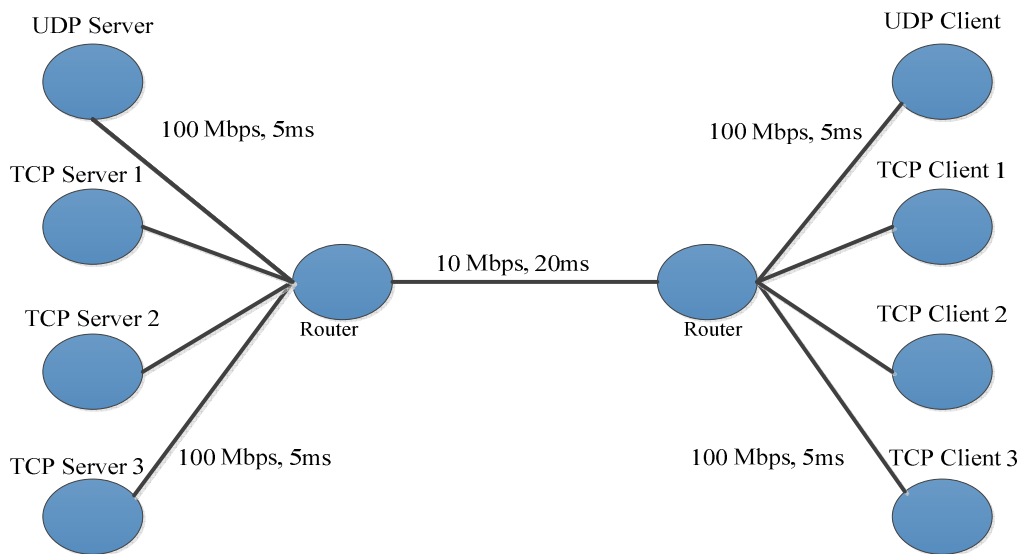 UDP Server
UDP Client
100 Mbps, 5ms
100 Mbps, 5ms
TCP Server 1
TCP Client 1
10 Mbps, 20ms
Router
Router
TCP Server 2
TCP Client 2
TCP Server 3
100 Mbps, 5ms
100 Mbps, 5ms
TCP Client 3